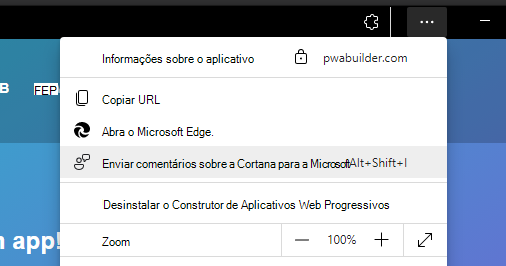 B
FEP
Informações sobre o aplicativo pwabuilder.com
Copiar URL
Abra o Microsoft Edge.
Enviar comentários sobre a Cortana para a Microsoft Alt+Shift+I
Desinstalar o Construtor de Aplicativos Web Progressivos
n app!
Zoom 100%